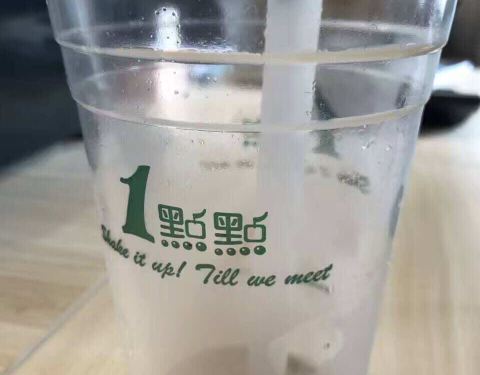 1點點
Shake it up! Till we meet